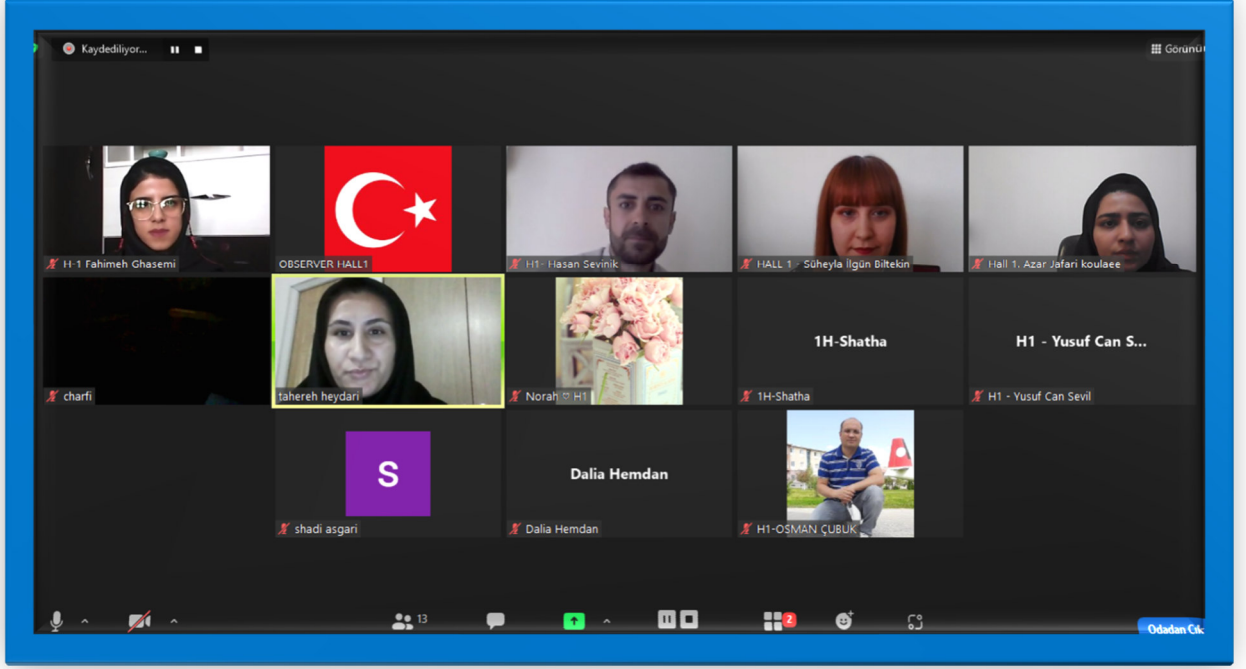 Kaydediliyor...
H-1 Fahimeh Ghasemi
OBSERVER HALL1
H1- Hasan Sevinik
HALL 1 - Süheyla İlgün Biltekin
Hall 1. Azar Jafari koulaee
charfi
tahereh heydari
Norah ♡ H1
1H-Shatha
1H-Shatha
H1 - Yusuf Can S...
H1 - Yusuf Can Sevil
S
shadi asgari
Dalia Hemdan
Dalia Hemdan
H1-OSMAN ÇUBUK
13
2
Odadan Çık